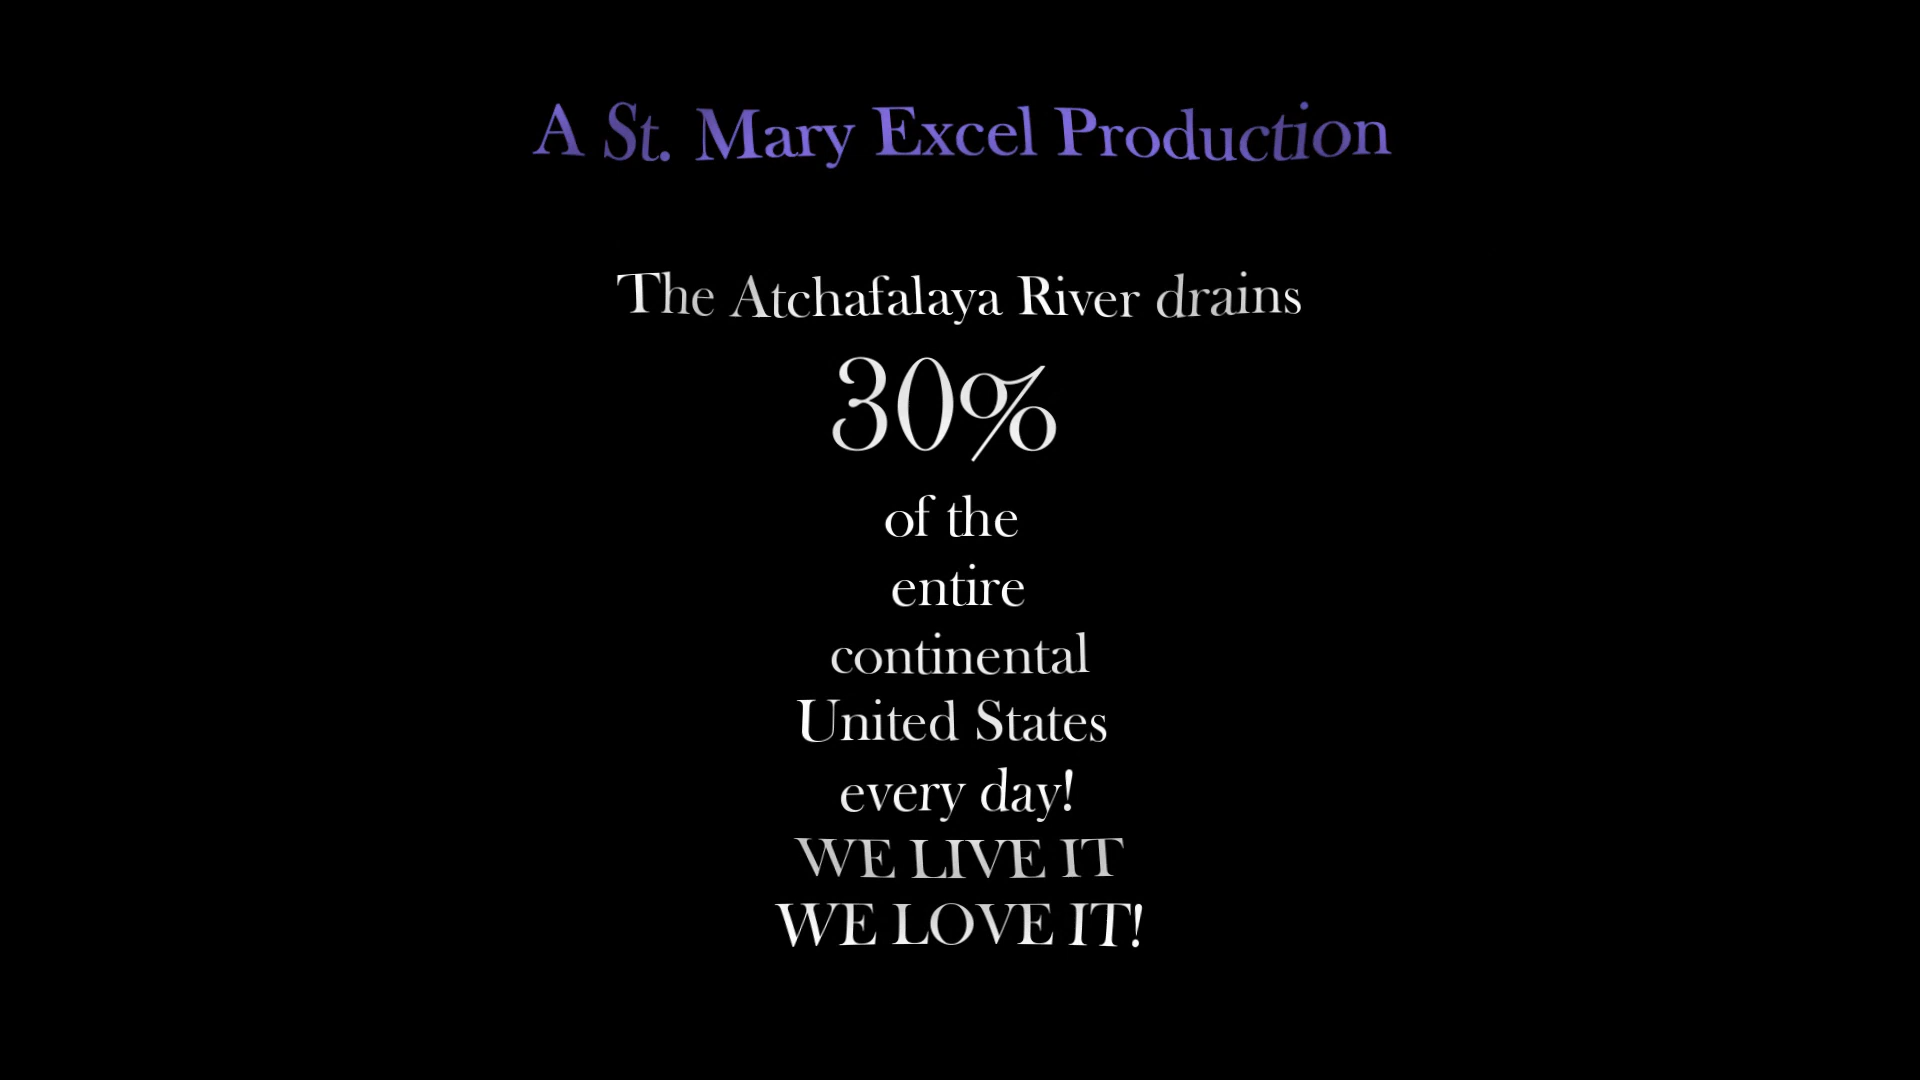 A St. Mary Excel Production
The Atchafalaya River drains
30%
of the
entire
continental
United States
every day!
WE LIVE IT
WE LOVE IT!